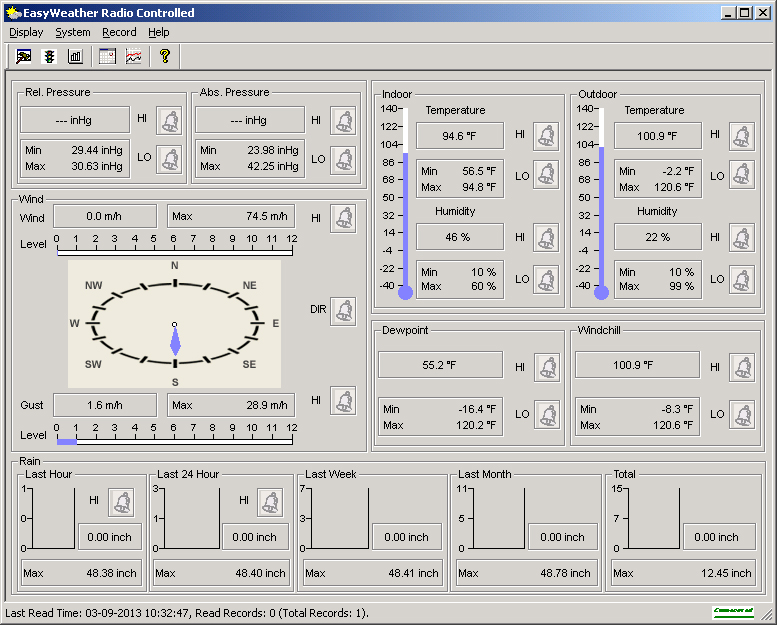 EasyWeather Radio Controlled
Display System Record Help
Rel. Pressure
--- inHg
HI
Min 29.44 inHg
Max 30.63 inHg
LO
Abs. Pressure
--- inHg
HI
Min 23.98 inHg
Max 42.25 inHg
LO
Wind
Wind 0.0 m/h Max 74.5 m/h HI
Level 0 1 2 3 4 5 6 7 8 9 10 11 12
N
NW NE
W E
SW SE
S
DIR
Gust 1.6 m/h Max 28.9 m/h HI
Level 0 1 2 3 4 5 6 7 8 9 10 11 12
Indoor
140
122
104
86
68
50
32
14
-4
-22
-40
Temperature
94.6 °F HI
Min 56.5 °F
Max 94.8 °F
LO
Humidity
46 % HI
Min 10 %
Max 60 %
LO
Outdoor
140
122
104
86
68
50
32
14
-4
-22
-40
Temperature
100.9 °F HI
Min -2.2 °F
Max 120.6 °F
LO
Humidity
22 % HI
Min 10 %
Max 99 %
LO
Dewpoint
55.2 °F HI
Min -16.4 °F
Max 120.2 °F
LO
Windchill
100.9 °F HI
Min -8.3 °F
Max 120.6 °F
LO
Rain
Last Hour
1
0
0
HI
0.00 inch
Max 48.38 inch
Last 24 Hour
3
1
0
HI
0.00 inch
Max 48.40 inch
Last Week
7
3
0
0.00 inch
Max 48.41 inch
Last Month
11
5
0
0.00 inch
Max 48.78 inch
Total
15
7
0
0.00 inch
Max 12.45 inch
Last Read Time: 03-09-2013 10:32:47, Read Records: 0 (Total Records: 1).
Connected